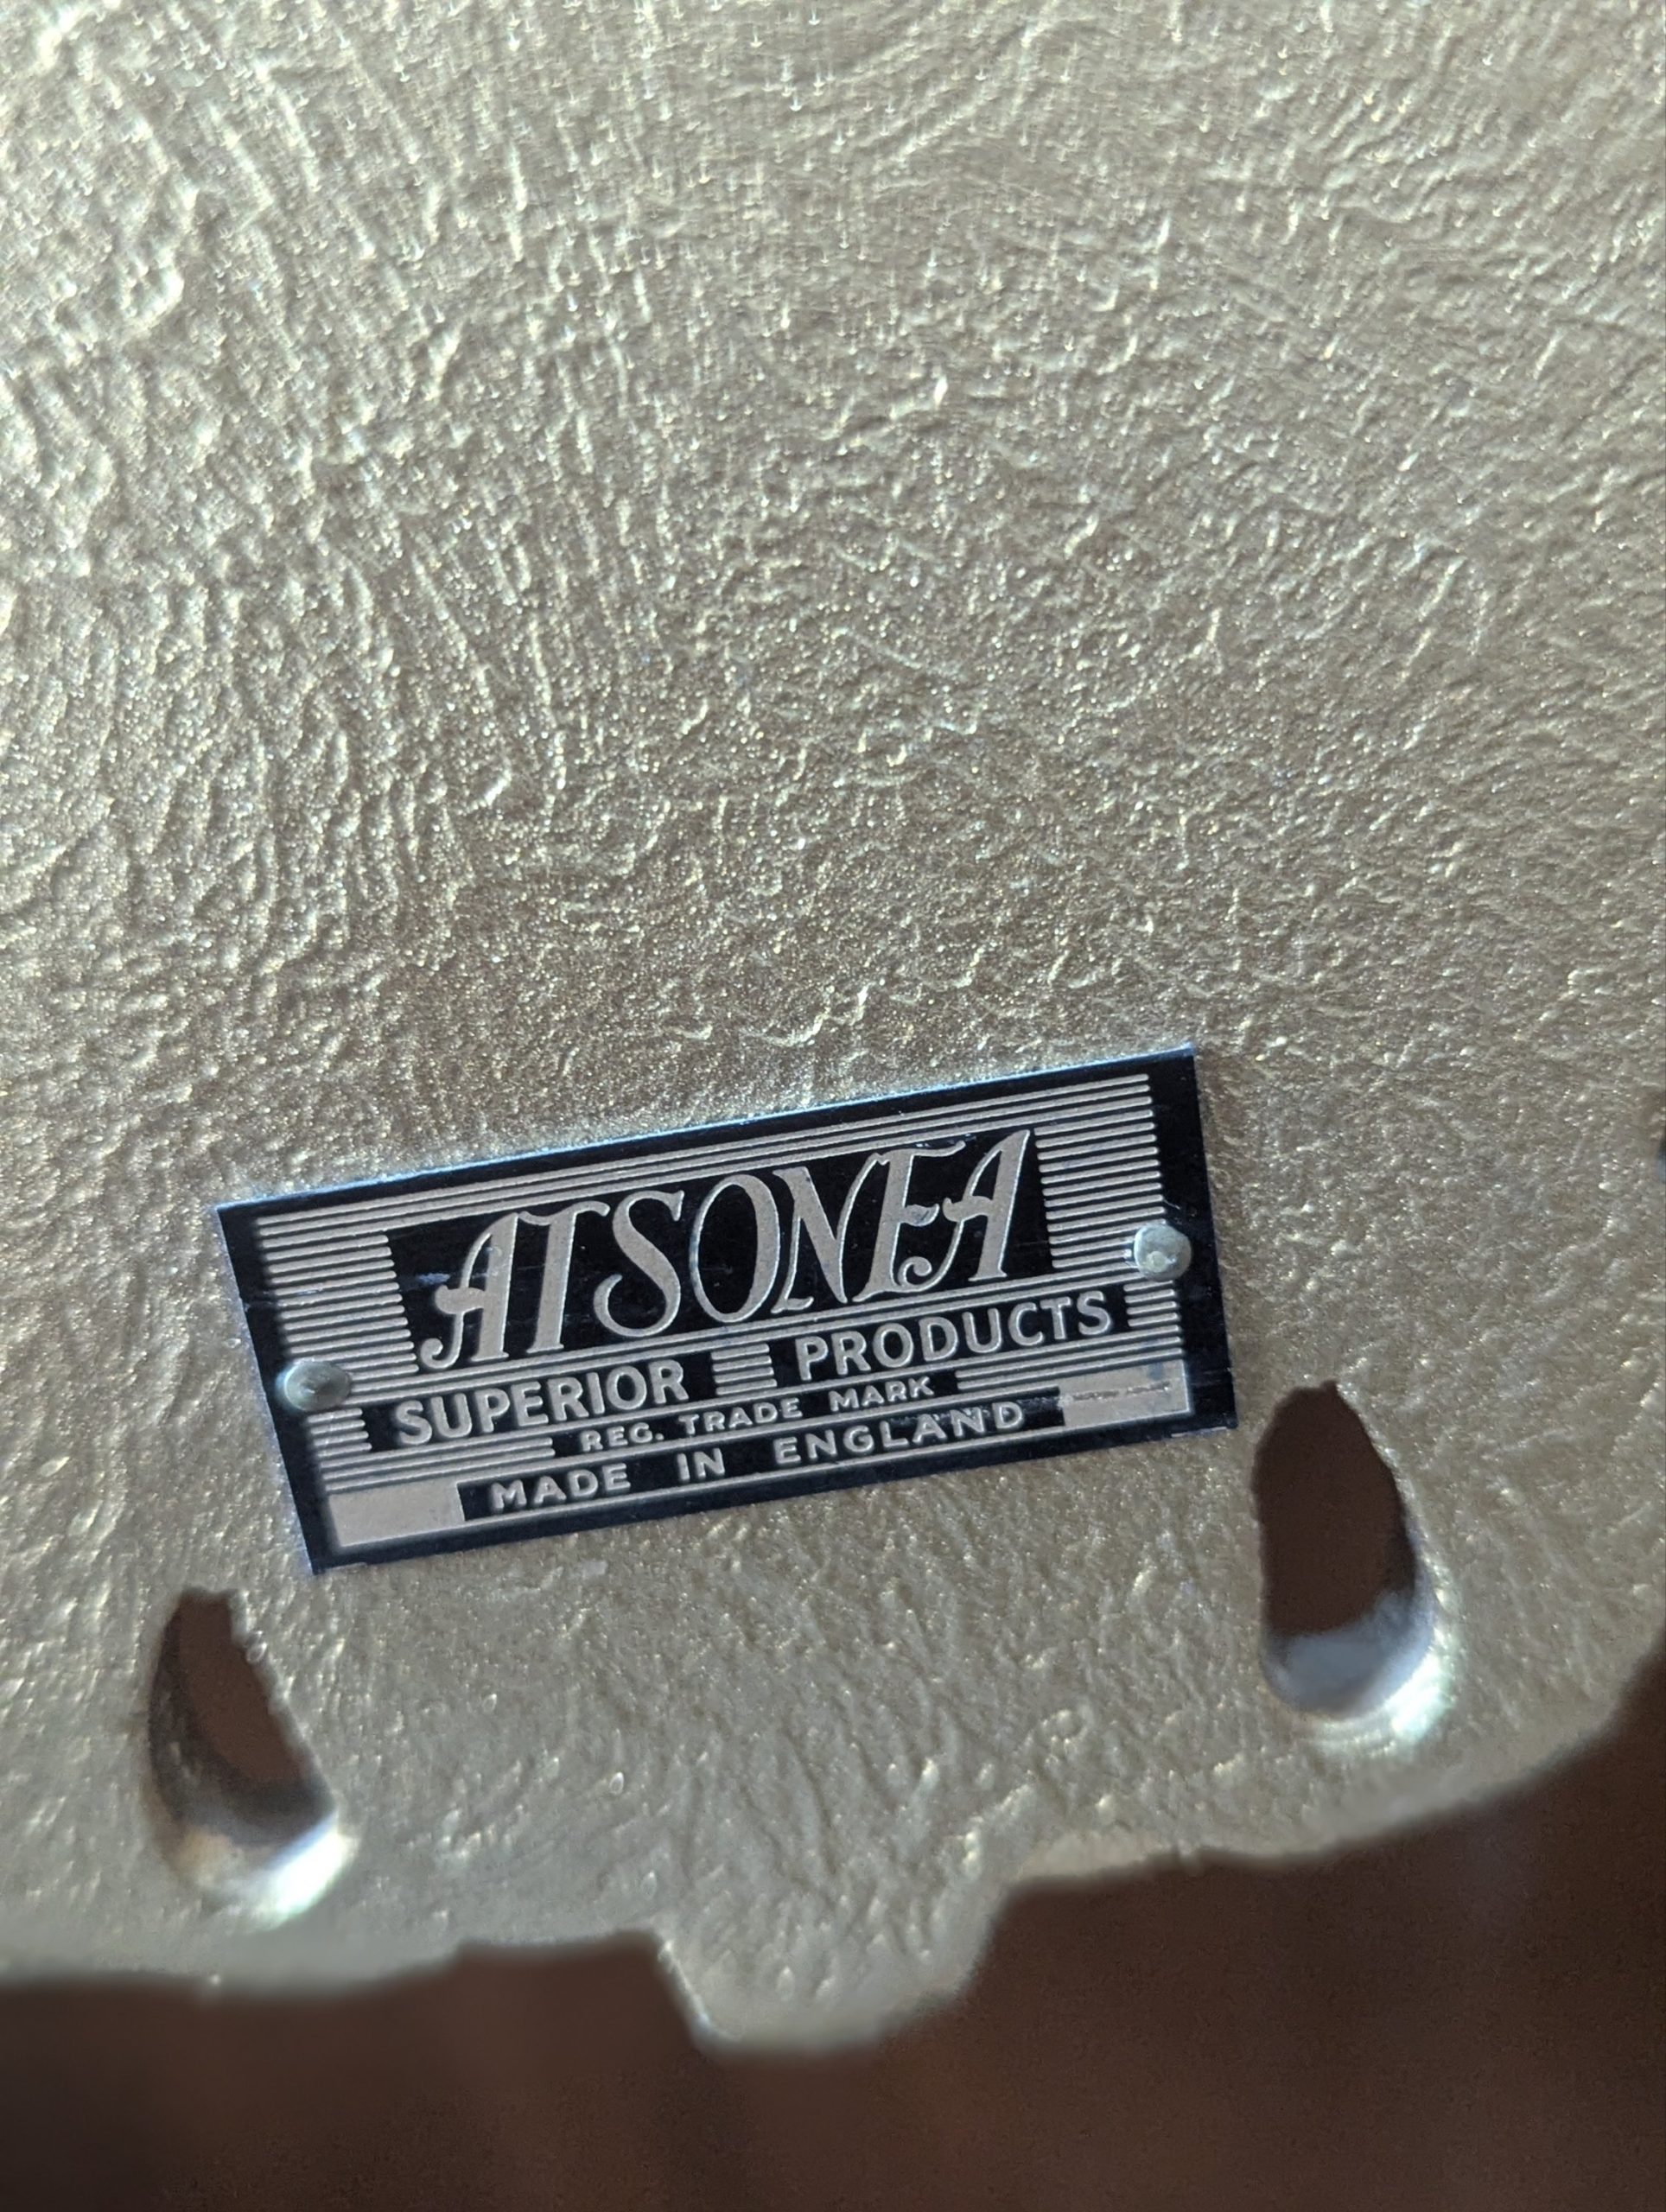 ATSONEA
SUPERIOR PRODUCTS
REG. TRADE MARK
MADE IN ENGLAND